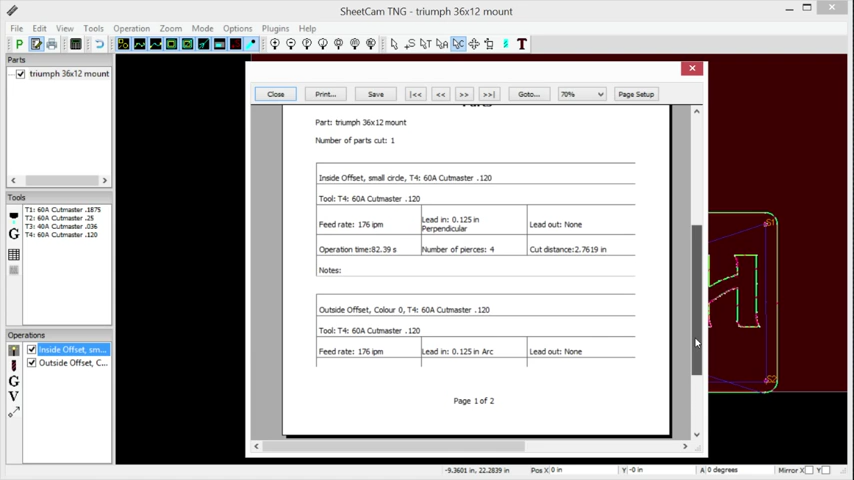 SheetCam TNG - triumph 36x12 mount
File Edit View Tools Operation Zoom Mode Options Plugins Help
Parts
triumph 36x12 mount
Tools
T1: 60A Cutmaster .1875
T2: 60A Cutmaster .25
T3: 40A Cutmaster .036
T4: 60A Cutmaster .120
Operations
Inside Offset, sm...
Outside Offset, C...
Close Print... Save |<< << >> >>| Goto... 70% Page Setup
Part: triumph 36x12 mount
Number of parts cut: 1
Inside Offset, small circle, T4: 60A Cutmaster .120
Tool: T4: 60A Cutmaster .120
Feed rate: 176 ipm Lead in: 0.125 in Perpendicular Lead out: None
Operation time:82.39 s Number of pierces: 4 Cut distance:2.7619 in
Notes:
Outside Offset, Colour 0, T4: 60A Cutmaster .120
Tool: T4: 60A Cutmaster .120
Feed rate: 176 ipm Lead in: 0.125 in Arc Lead out: None
Page 1 of 2
-9.3601 in, 22.2839 in Pos X 0 in Y -0 in A 0 degrees Mirror X Y